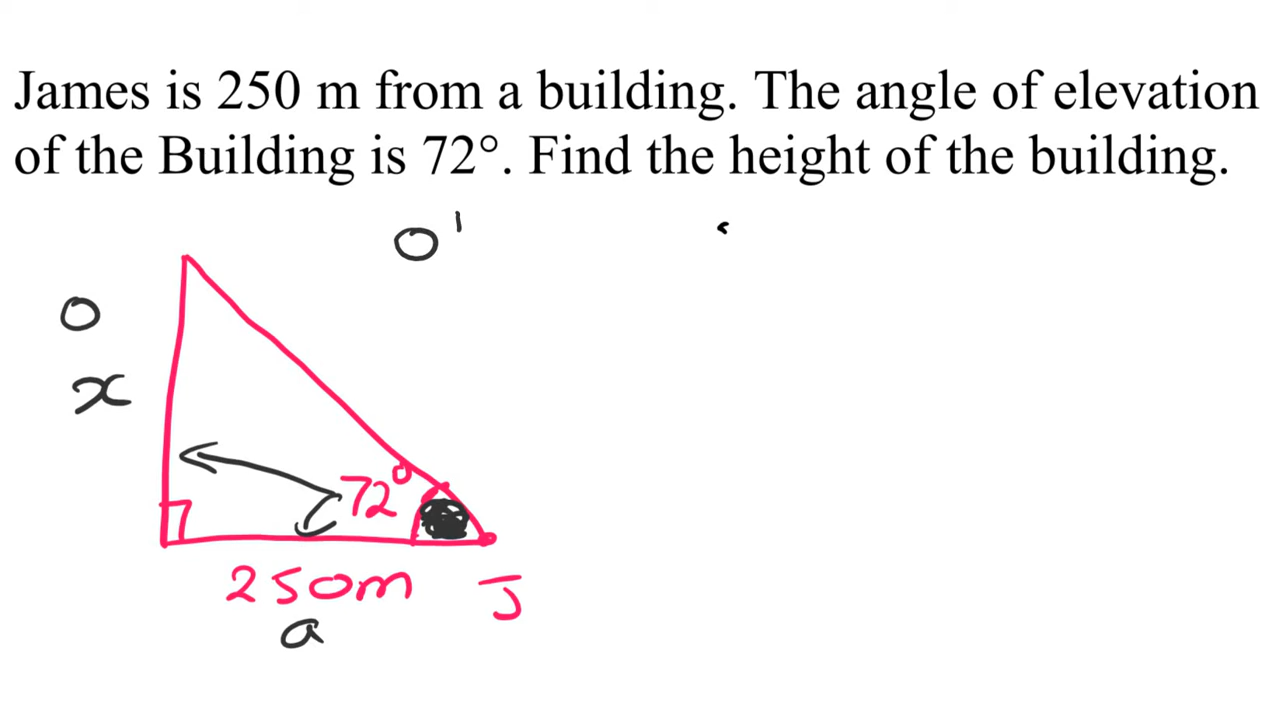 James is 250 m from a building. The angle of elevation
of the Building is 72°. Find the height of the building.
O'
O
x
72°
250m J
a